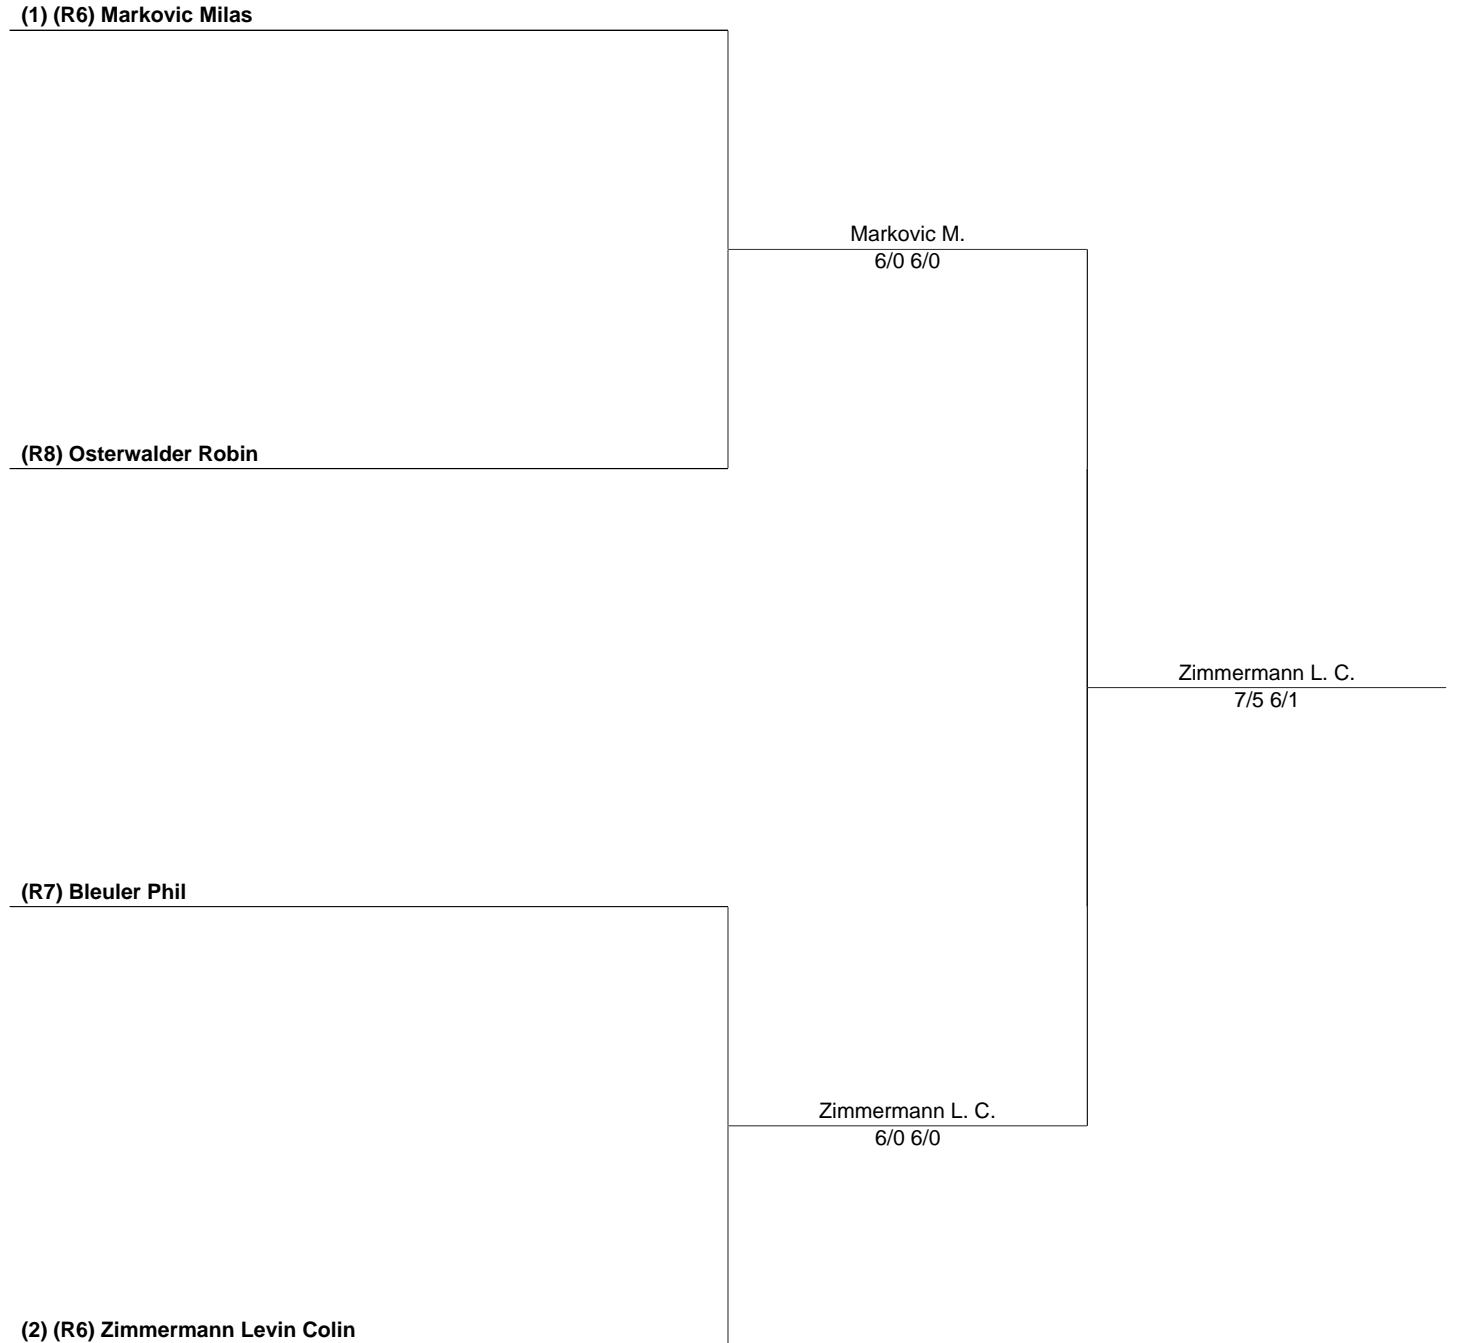 (1) (R6) Markovic Milas
Markovic M.
6/0 6/0
(R8) Osterwalder Robin
Zimmermann L. C.
7/5 6/1
(R7) Bleuler Phil
Zimmermann L. C.
6/0 6/0
(2) (R6) Zimmermann Levin Colin